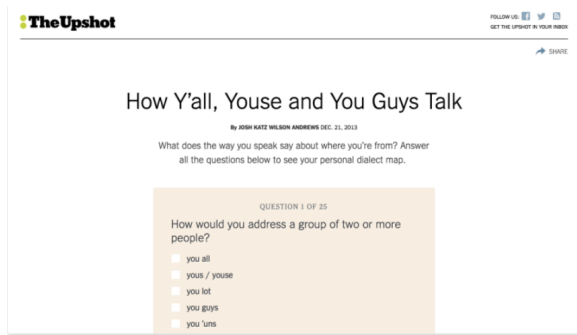 TheUpshot
FOLLOW US:
GET THE UPSHOT IN YOUR INBOX
SHARE
How Y'all, Youse and You Guys Talk
By JOSH KATZ WILSON ANDREWS DEC. 21, 2013
What does the way you speak say about where you're from? Answer
all the questions below to see your personal dialect map.
QUESTION 1 OF 25
How would you address a group of two or more
people?
you all
yous / youse
you lot
you guys
you 'uns